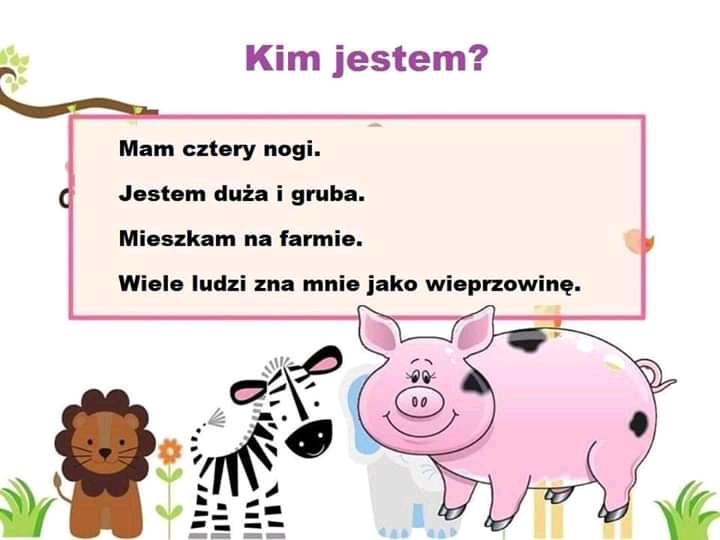 Kim jestem?
Mam cztery nogi.
Jestem duża i gruba.
Mieszkam na farmie.
Wiele ludzi zna mnie jako wieprzowinę.